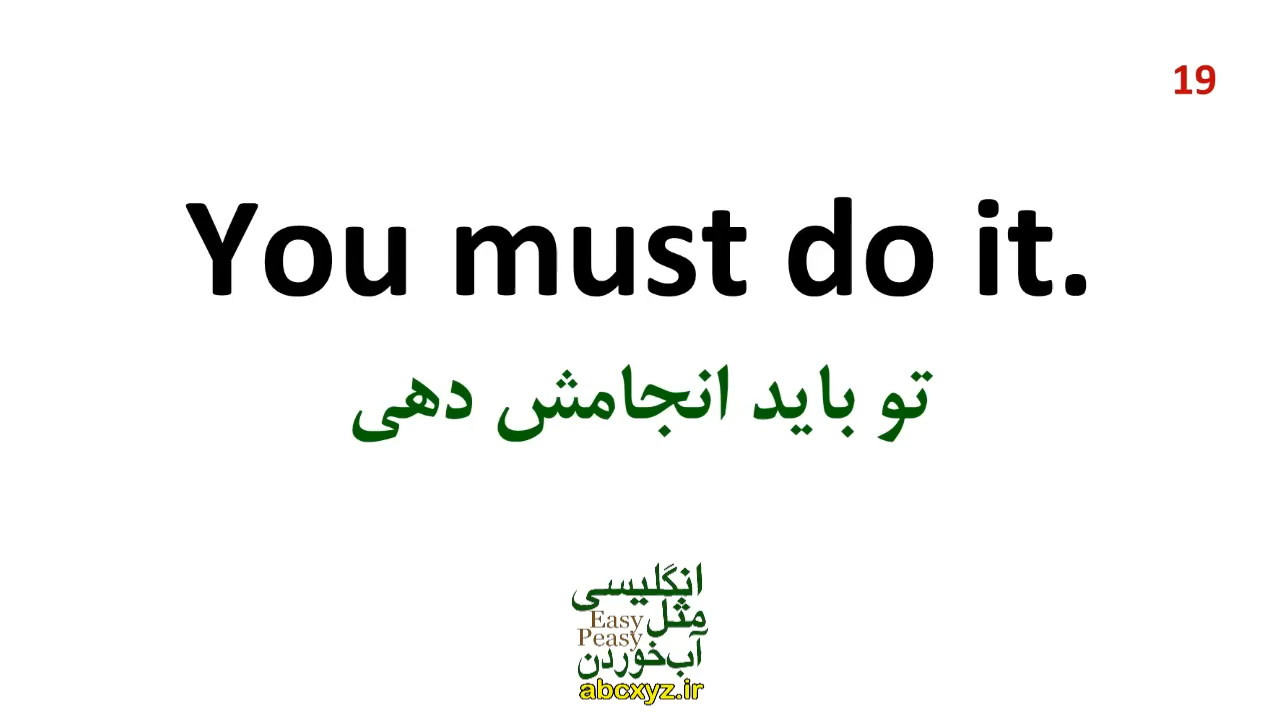 19
You must do it.
تو باید انجامش دهی
انگلیسی
مثل
Easy
Peasy
آب‌خوردن
abcxyz.ir